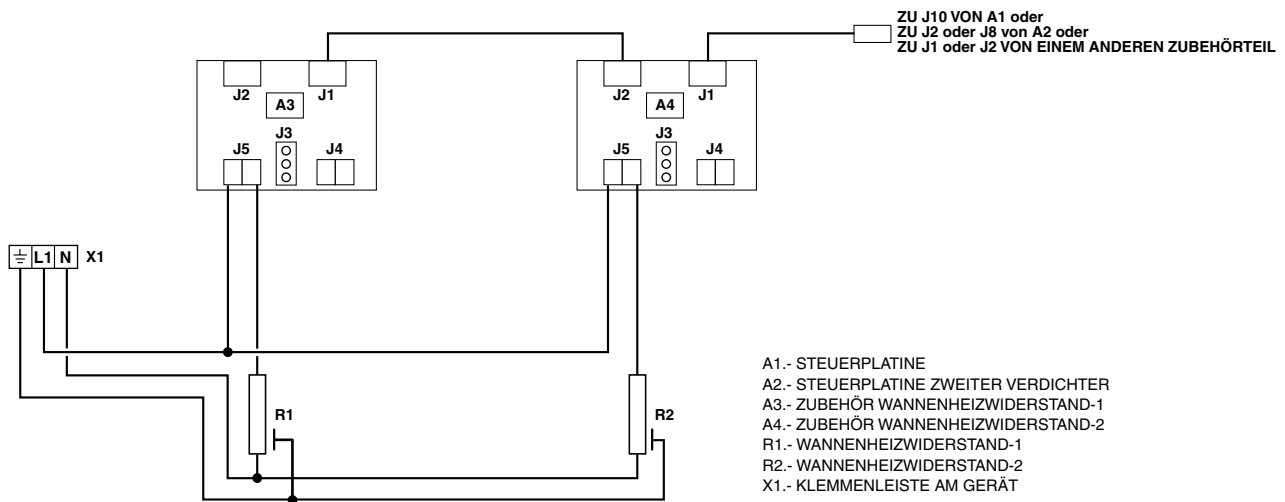 ZU J10 VON A1 oder
ZU J2 oder J8 von A2 oder
ZU J1 oder J2 VON EINEM ANDEREN ZUBEHÖRTEIL
J2
J1
A3
J3
J5
J4
J2
J1
A4
J3
J5
J4
L1 N X1
R1
R2
A1.- STEUERPLATINE
A2.- STEUERPLATINE ZWEITER VERDICHTER
A3.- ZUBEHÖR WANNENHEIZWIDERSTAND-1
A4.- ZUBEHÖR WANNENHEIZWIDERSTAND-2
R1.- WANNENHEIZWIDERSTAND-1
R2.- WANNENHEIZWIDERSTAND-2
X1.- KLEMMENLEISTE AM GERÄT